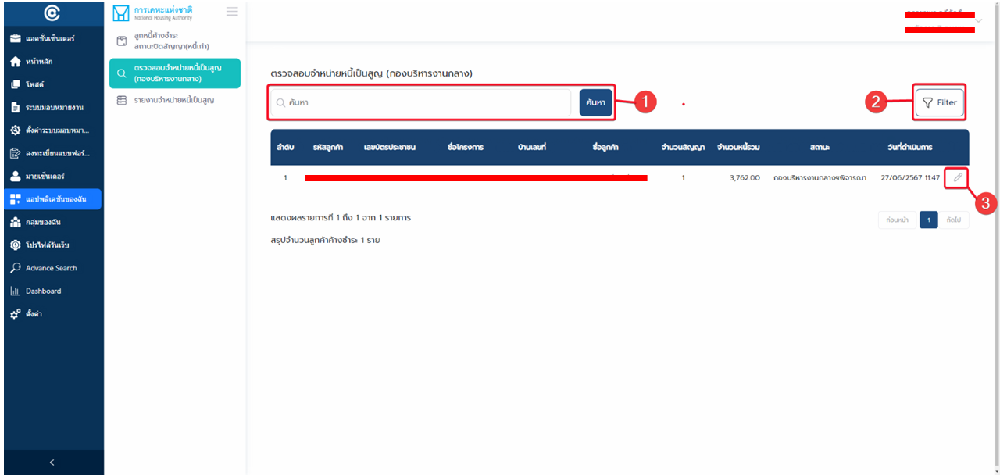 การเคหะแห่งชาติ
National Housing Authority
แอคชั่นเซ็นเตอร์
หน้าหลัก
โพสต์
ระบบมอบหมายงาน
ตั้งค่าระบบมอบหมา...
ลงทะเบียนแบบฟอร์...
มายเซ็นเตอร์
แอปพลิเคชันของฉัน
กลุ่มของฉัน
โปรไฟล์วันเว็บ
Advance Search
Dashboard
ตั้งค่า
ลูกหนี้ค้างชำระ
สถานะปิดสัญญา(หนี้เก่า)
ตรวจสอบจำหน่ายหนี้เป็นสูญ
(กองบริหารงานกลาง)
รายงานจำหน่ายหนี้เป็นสูญ
ตรวจสอบจำหน่ายหนี้เป็นสูญ (กองบริหารงานกลาง)
ค้นหา ค้นหา 1 2 Filter
ลำดับ รหัสลูกค้า เลขบัตรประชาชน ชื่อโครงการ บ้านเลขที่ ชื่อลูกค้า จำนวนสัญญา จำนวนหนี้รวม สถานะ วันที่ดำเนินการ
1 1 3,762.00 กองบริหารงานกลางฯพิจารณา 27/06/2567 11:47
3
แสดงผลรายการที่ 1 ถึง 1 จาก 1 รายการ
ก่อนหน้า 1 ถัดไป
สรุปจำนวนลูกค้าค้างชำระ 1 ราย